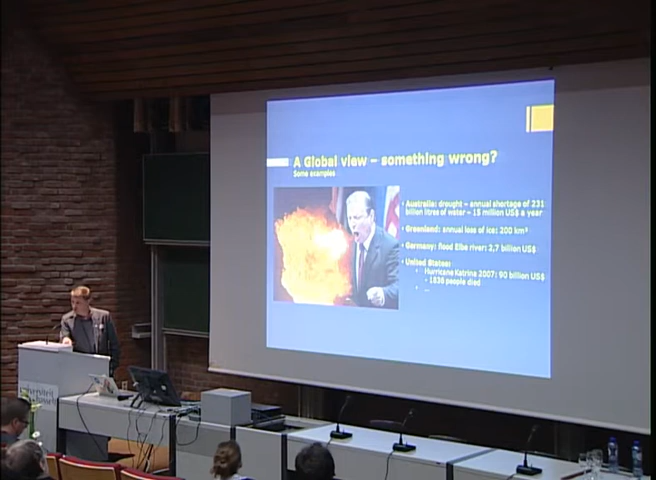 A Global view – something wrong?
Some examples
• Australia: drought – annual shortage of 231
billion litres of water – 15 million US$ a year
• Greenland: annual loss of ice: 200 km³
• Germany: flood Elbe river: 2,7 billion US$
• United States:
• Hurricane Katrina 2007: 90 billion US$
• 1836 people died
• ...